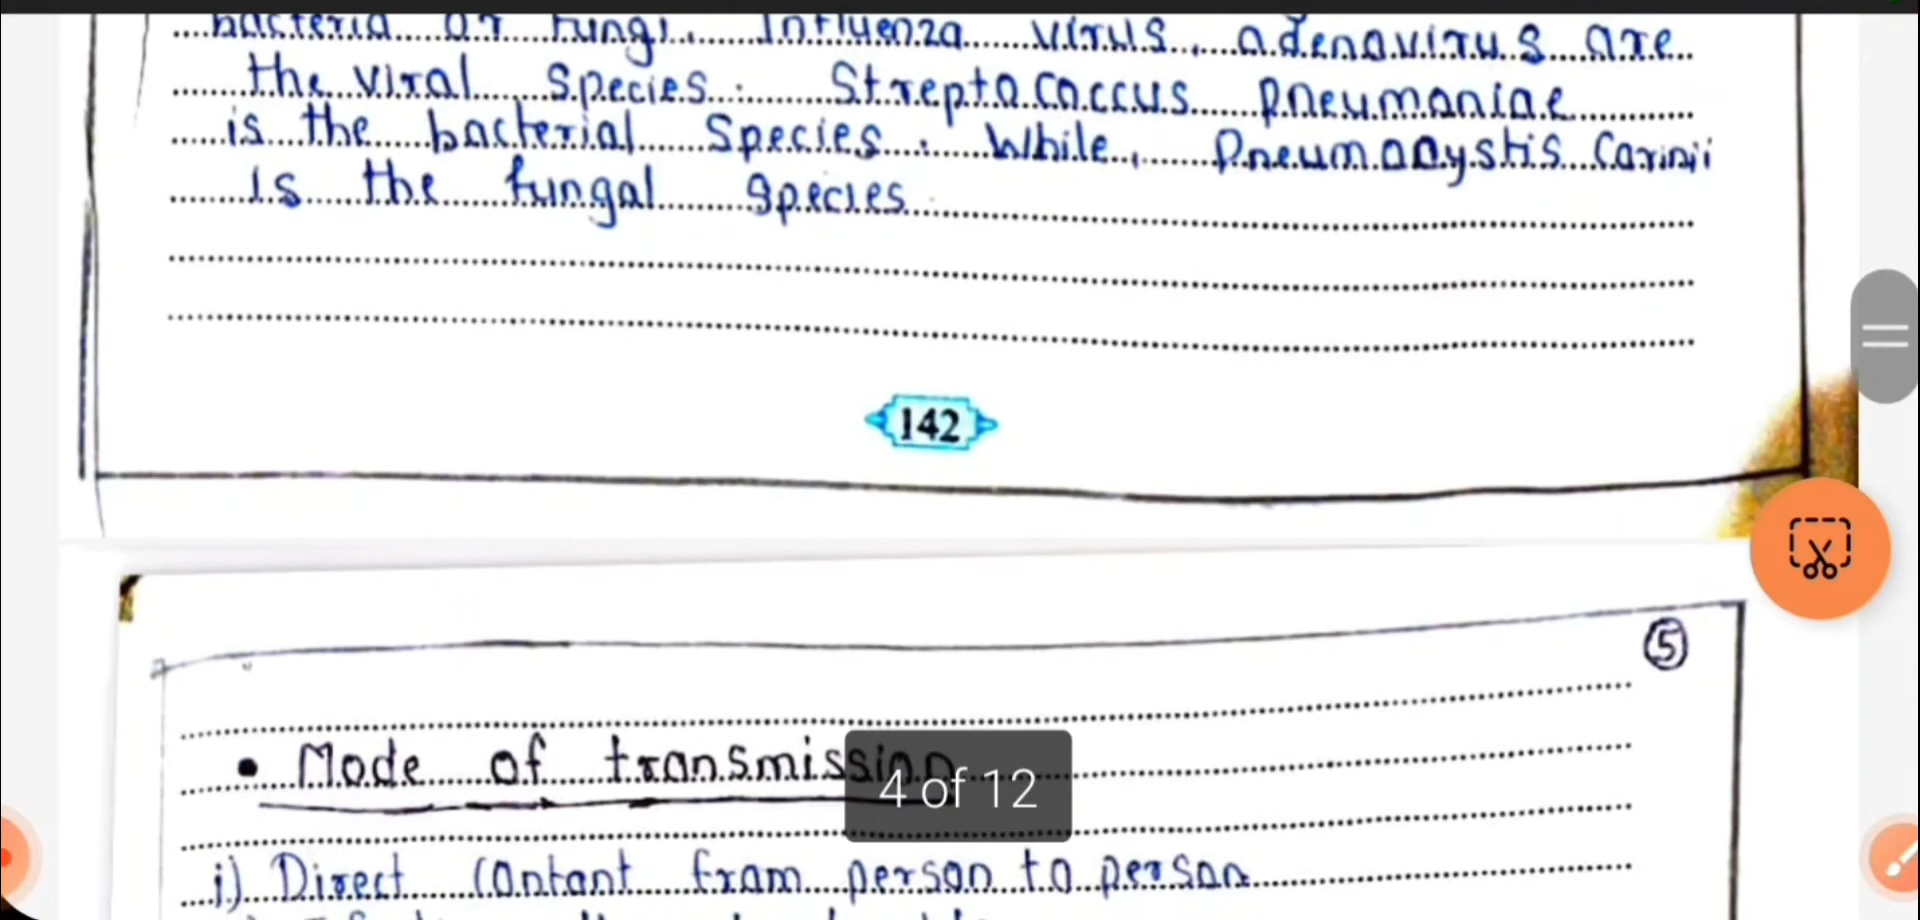 bacteria or fungi. Influenza virus, adenovirus are
the viral species. Streptococcus pneumoniae
is the bacterial species. While, Pneumocystis Carinii
is the fungal species
142
5
• Mode of transmission
4 of 12
i) Direct Contant from person to person